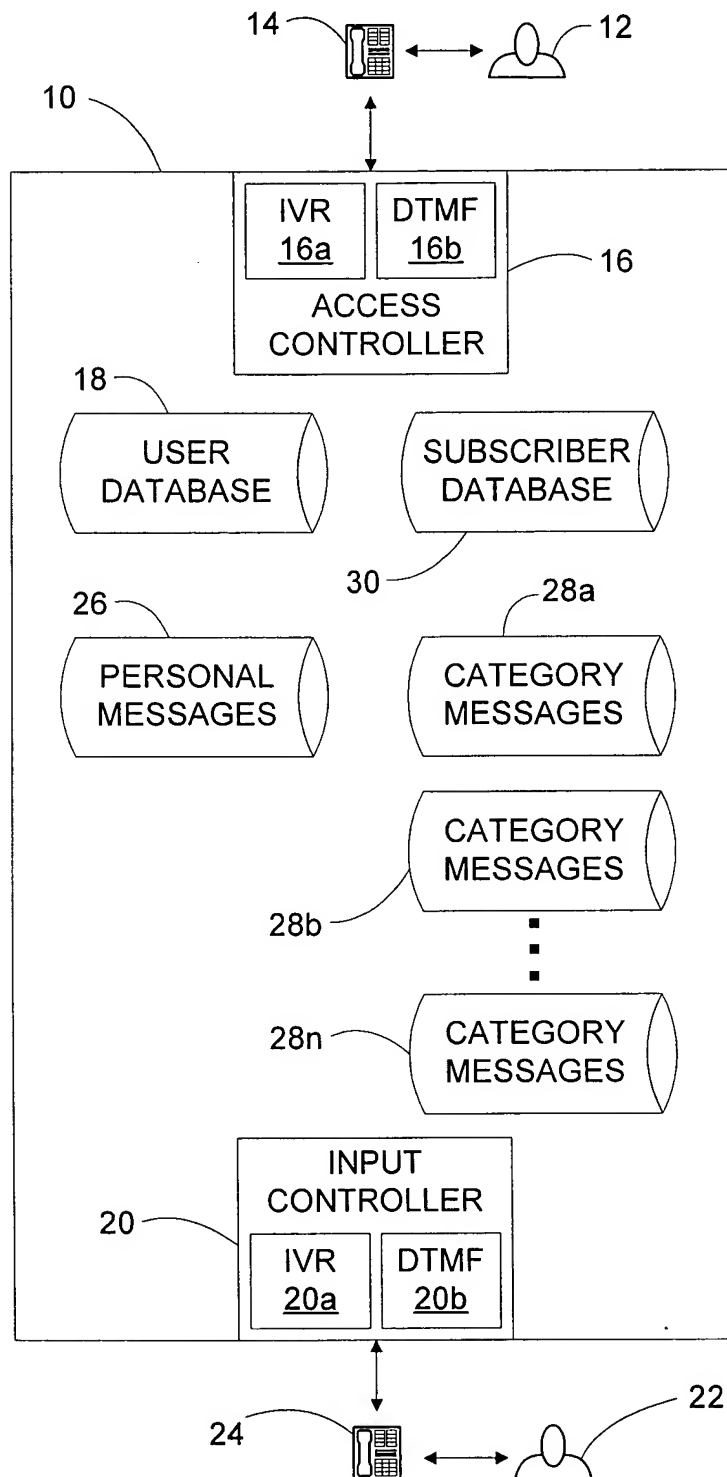 14
12
10
IVR
16a
DTMF
16b
16
ACCESS
CONTROLLER
18
USER
DATABASE
SUBSCRIBER
DATABASE
30
26
28a
PERSONAL
MESSAGES
CATEGORY
MESSAGES
CATEGORY
MESSAGES
28b
28n
CATEGORY
MESSAGES
INPUT
CONTROLLER
20
IVR
20a
DTMF
20b
24
22